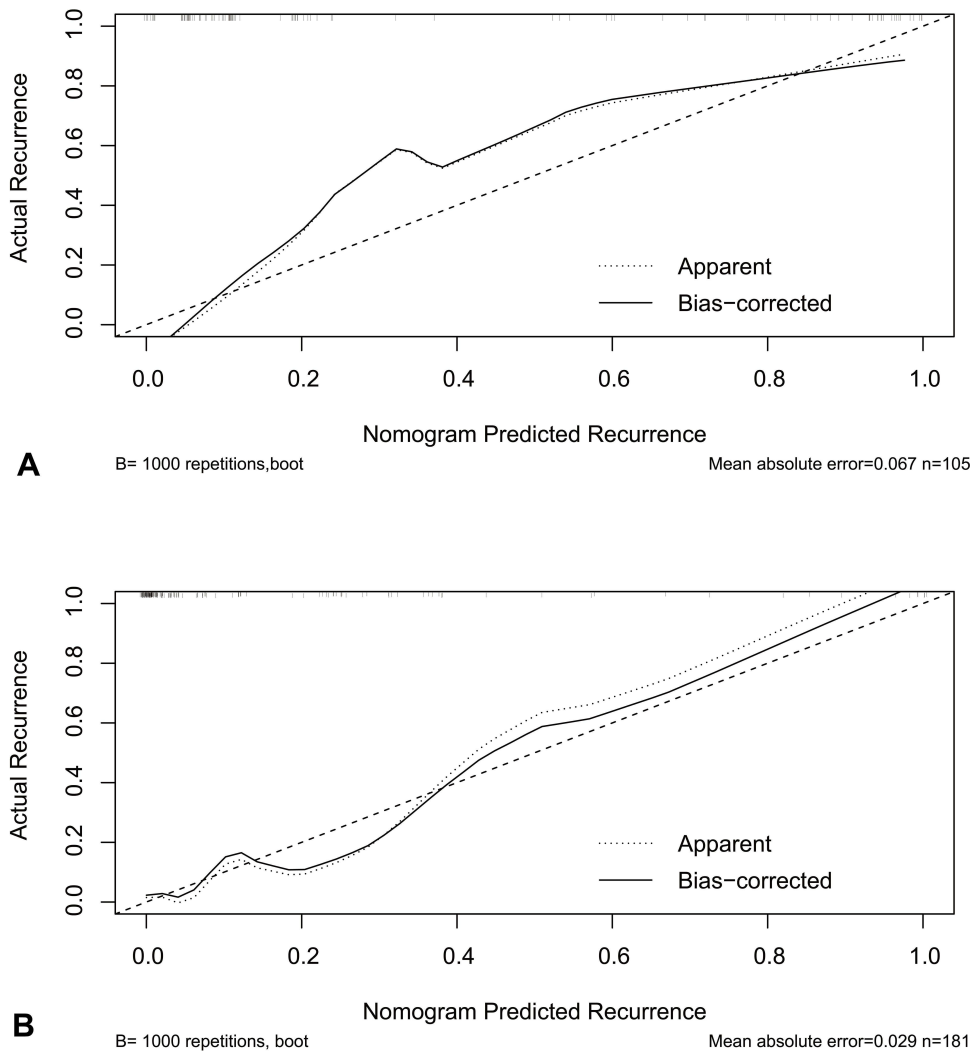 1.0
0.8
0.6
0.4
0.2
0.0
Actual Recurrence
Apparent
Bias−corrected
0.0 0.2 0.4 0.6 0.8 1.0
Nomogram Predicted Recurrence
A
B= 1000 repetitions,boot
Mean absolute error=0.067 n=105
1.0
0.8
0.6
0.4
0.2
0.0
Actual Recurrence
Apparent
Bias−corrected
0.0 0.2 0.4 0.6 0.8 1.0
Nomogram Predicted Recurrence
B
B= 1000 repetitions, boot
Mean absolute error=0.029 n=181